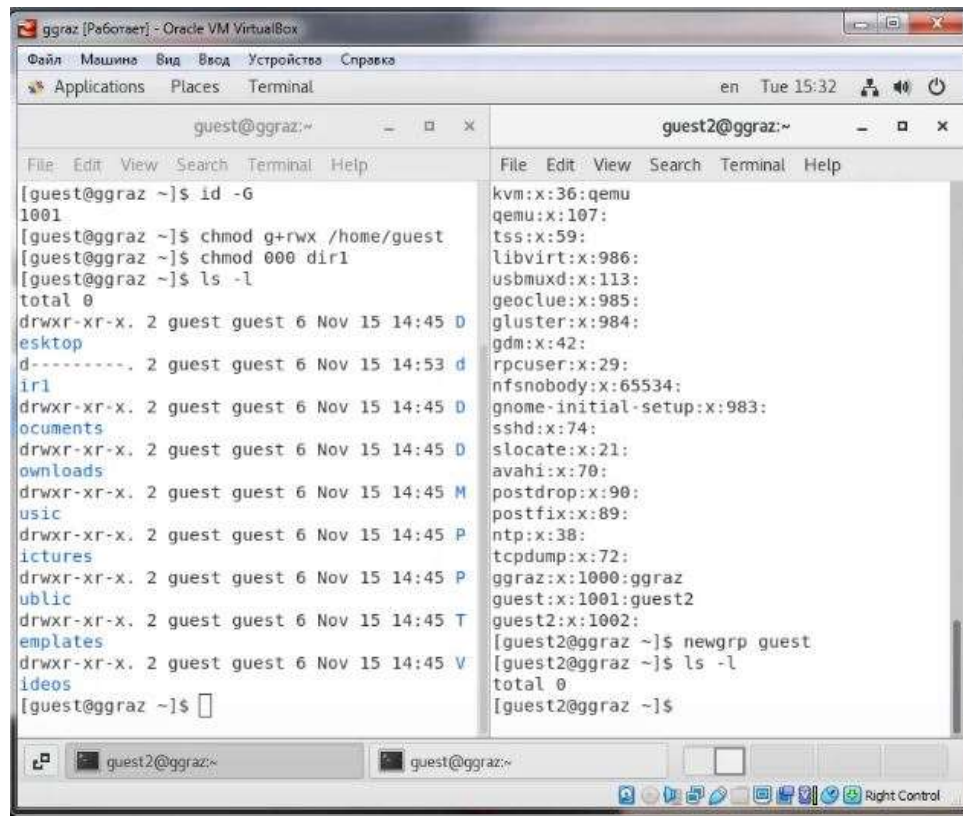 ggraz [Работает] - Oracle VM VirtualBox
Файл Машина Вид Ввод Устройства Справка
Applications Places Terminal en Tue 15:32
guest@ggraz:~
File Edit View Search Terminal Help
[guest@ggraz ~]$ id -G
1001
[guest@ggraz ~]$ chmod g+rwx /home/guest
[guest@ggraz ~]$ chmod 000 dir1
[guest@ggraz ~]$ ls -l
total 0
drwxr-xr-x. 2 guest guest 6 Nov 15 14:45 D
esktop
d---------. 2 guest guest 6 Nov 15 14:53 d
ir1
drwxr-xr-x. 2 guest guest 6 Nov 15 14:45 D
ocuments
drwxr-xr-x. 2 guest guest 6 Nov 15 14:45 D
ownloads
drwxr-xr-x. 2 guest guest 6 Nov 15 14:45 M
usic
drwxr-xr-x. 2 guest guest 6 Nov 15 14:45 P
ictures
drwxr-xr-x. 2 guest guest 6 Nov 15 14:45 P
ublic
drwxr-xr-x. 2 guest guest 6 Nov 15 14:45 T
emplates
drwxr-xr-x. 2 guest guest 6 Nov 15 14:45 V
ideos
[guest@ggraz ~]$
guest2@ggraz:~
File Edit View Search Terminal Help
kvm:x:36:qemu
qemu:x:107:
tss:x:59:
libvirt:x:986:
usbmuxd:x:113:
geoclue:x:985:
gluster:x:984:
gdm:x:42:
rpcuser:x:29:
nfsnobody:x:65534:
gnome-initial-setup:x:983:
sshd:x:74:
slocate:x:21:
avahi:x:70:
postdrop:x:90:
postfix:x:89:
ntp:x:38:
tcpdump:x:72:
ggraz:x:1000:ggraz
guest:x:1001:guest2
guest2:x:1002:
[guest2@ggraz ~]$ newgrp guest
[guest2@ggraz ~]$ ls -l
total 0
[guest2@ggraz ~]$
guest2@ggraz:~ guest@ggraz:~
Right Control